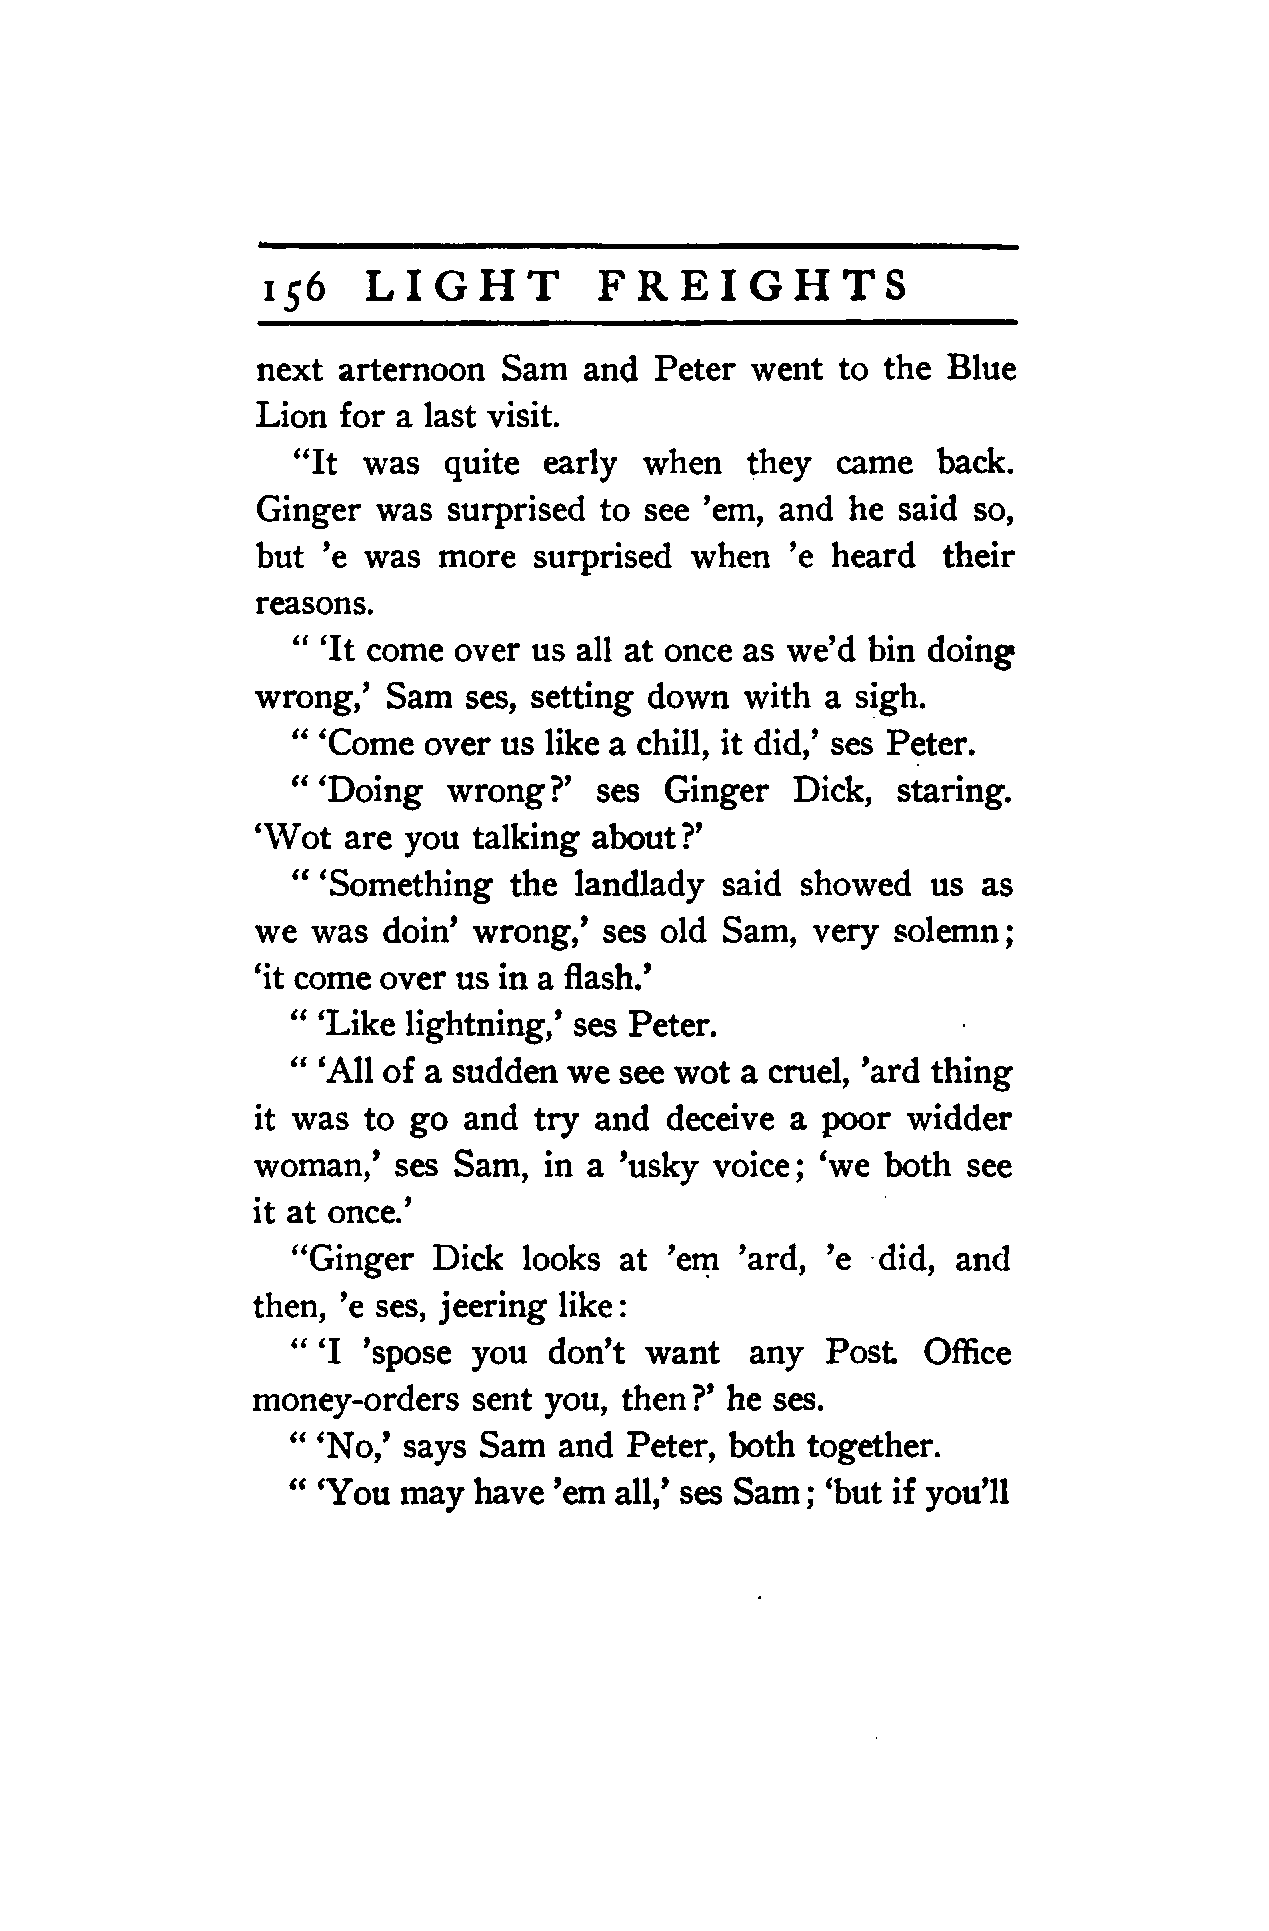 156 LIGHT FREIGHTS
next arternoon Sam and Peter went to the Blue
Lion for a last visit.
“It was quite early when they came back.
Ginger was surprised to see ’em, and he said so,
but ’e was more surprised when ’e heard their
reasons.
“ ‘It come over us all at once as we’d bin doing
wrong,’ Sam ses, setting down with a sigh.
“ ‘Come over us like a chill, it did,’ ses Peter.
“ ‘Doing wrong?’ ses Ginger Dick, staring.
‘Wot are you talking about?’
“ ‘Something the landlady said showed us as
we was doin’ wrong,’ ses old Sam, very solemn;
‘it come over us in a flash.’
“ ‘Like lightning,’ ses Peter.
“ ‘All of a sudden we see wot a cruel, ’ard thing
it was to go and try and deceive a poor widder
woman,’ ses Sam, in a ’usky voice; ‘we both see
it at once.’
“Ginger Dick looks at ’em ’ard, ’e did, and
then, ’e ses, jeering like:
“ ‘I ’spose you don’t want any Post Office
money-orders sent you, then?’ he ses.
“ ‘No,’ says Sam and Peter, both together.
“ ‘You may have ’em all,’ ses Sam; ‘but if you’ll